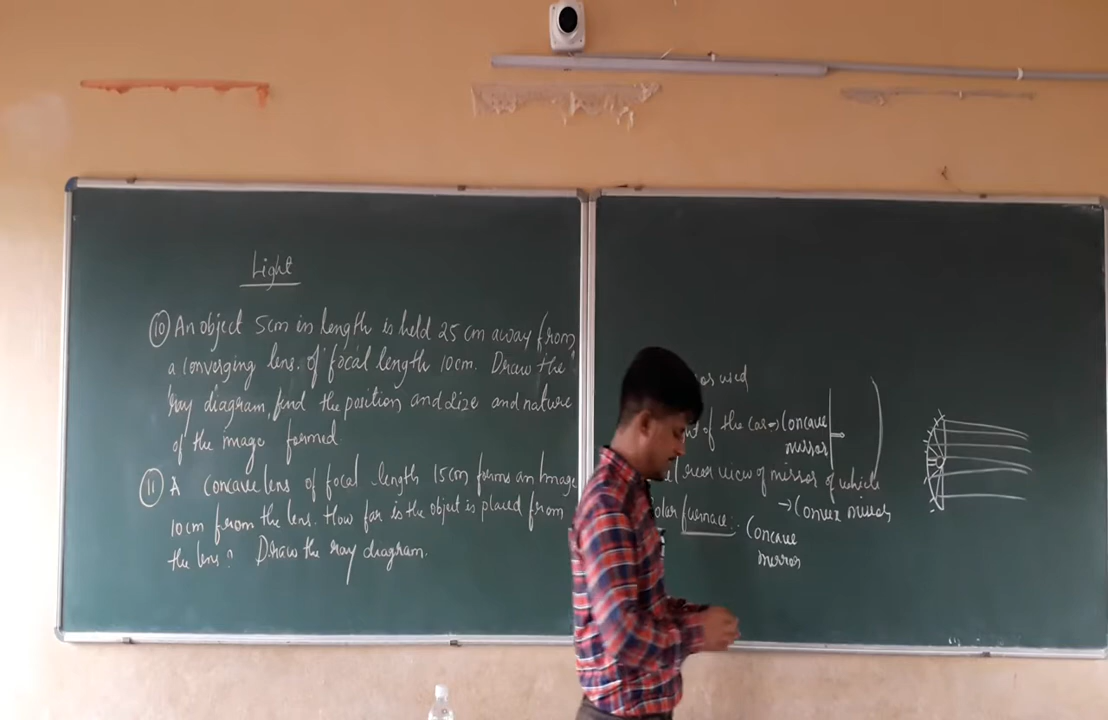 Light
(10) An object 5cm in length is held 25 cm away from
a converging lens. of focal length 10cm. Draw the
ray diagram, find the position and size and nature
of the image formed.
(11) A concave lens of focal length 15cm forms an Image
10cm from the lens. How far is the object is placed from
the lens? Draw the ray diagram.
used
of the car → Concave
mirror
rear view of mirror of which
→ Convex mirror
furnace:. Concave
mirror